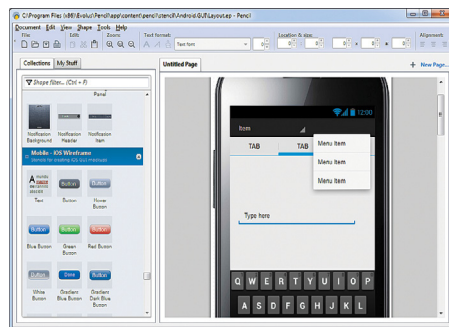 C:\Program Files (x86)\Evolus\Pencil\app\content\pencil\stencil\Android.GUI\Layout.ep - Pencil
Document Edit View Shape Tools Help
File Edit Zoom Text format: Location & size: Alignment:
Text font
Collections My Stuff
Untitled Page
New Page...
Shape filter... (Ctrl + F)
Panel
Notification Background
Notification Header
Notification Item
Mobile - iOS Wireframe
Stencils for creating iOS GUI mockups
Text
Button
Button
Button
Hover Button
Button
Button
Button
Blue Button
Green Button
Red Button
Button
Done
Button
White Button
Gradient Blue Button
Gradient Dark Blue Button
12:00
Item
TAB
TAB
Menu Item
Menu Item
Menu Item
Type here
Q W E R T Y U I O P
A S D F G H J K L